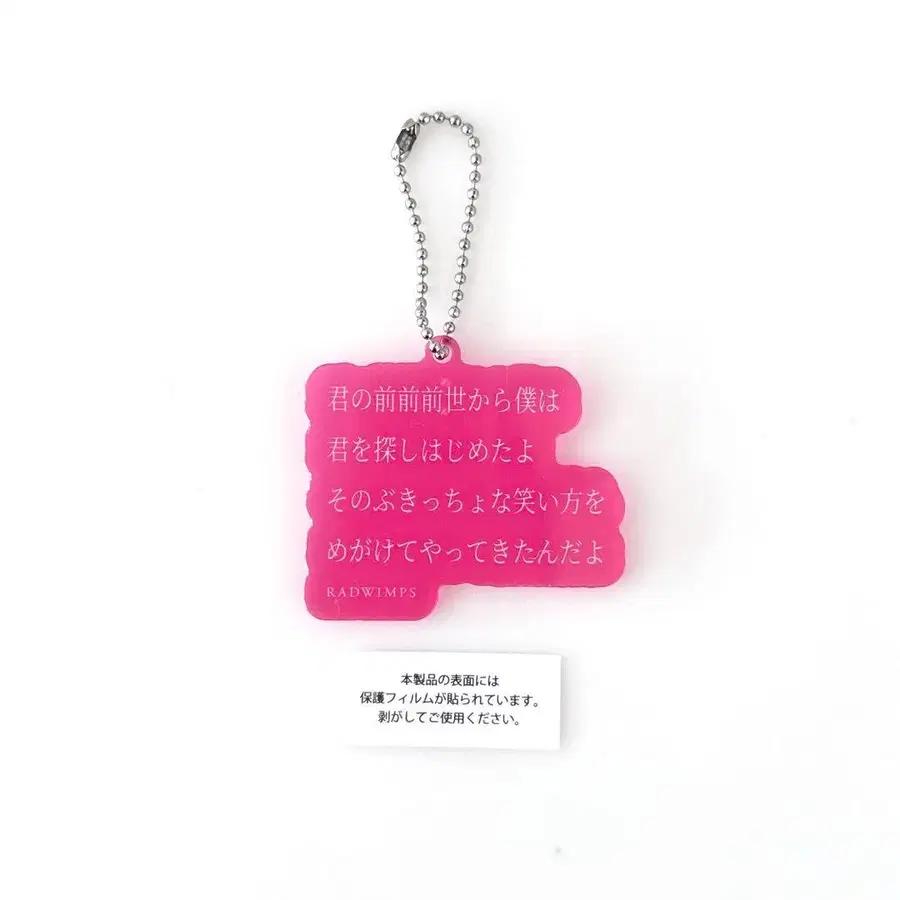 君の前前前世から僕は
君を探しはじめたよ
そのぶきっちょな笑い方を
めがけてやってきたんだよ
RADWIMPS
本製品の表面には
保護フィルムが貼られています。
剥がしてご使用ください。